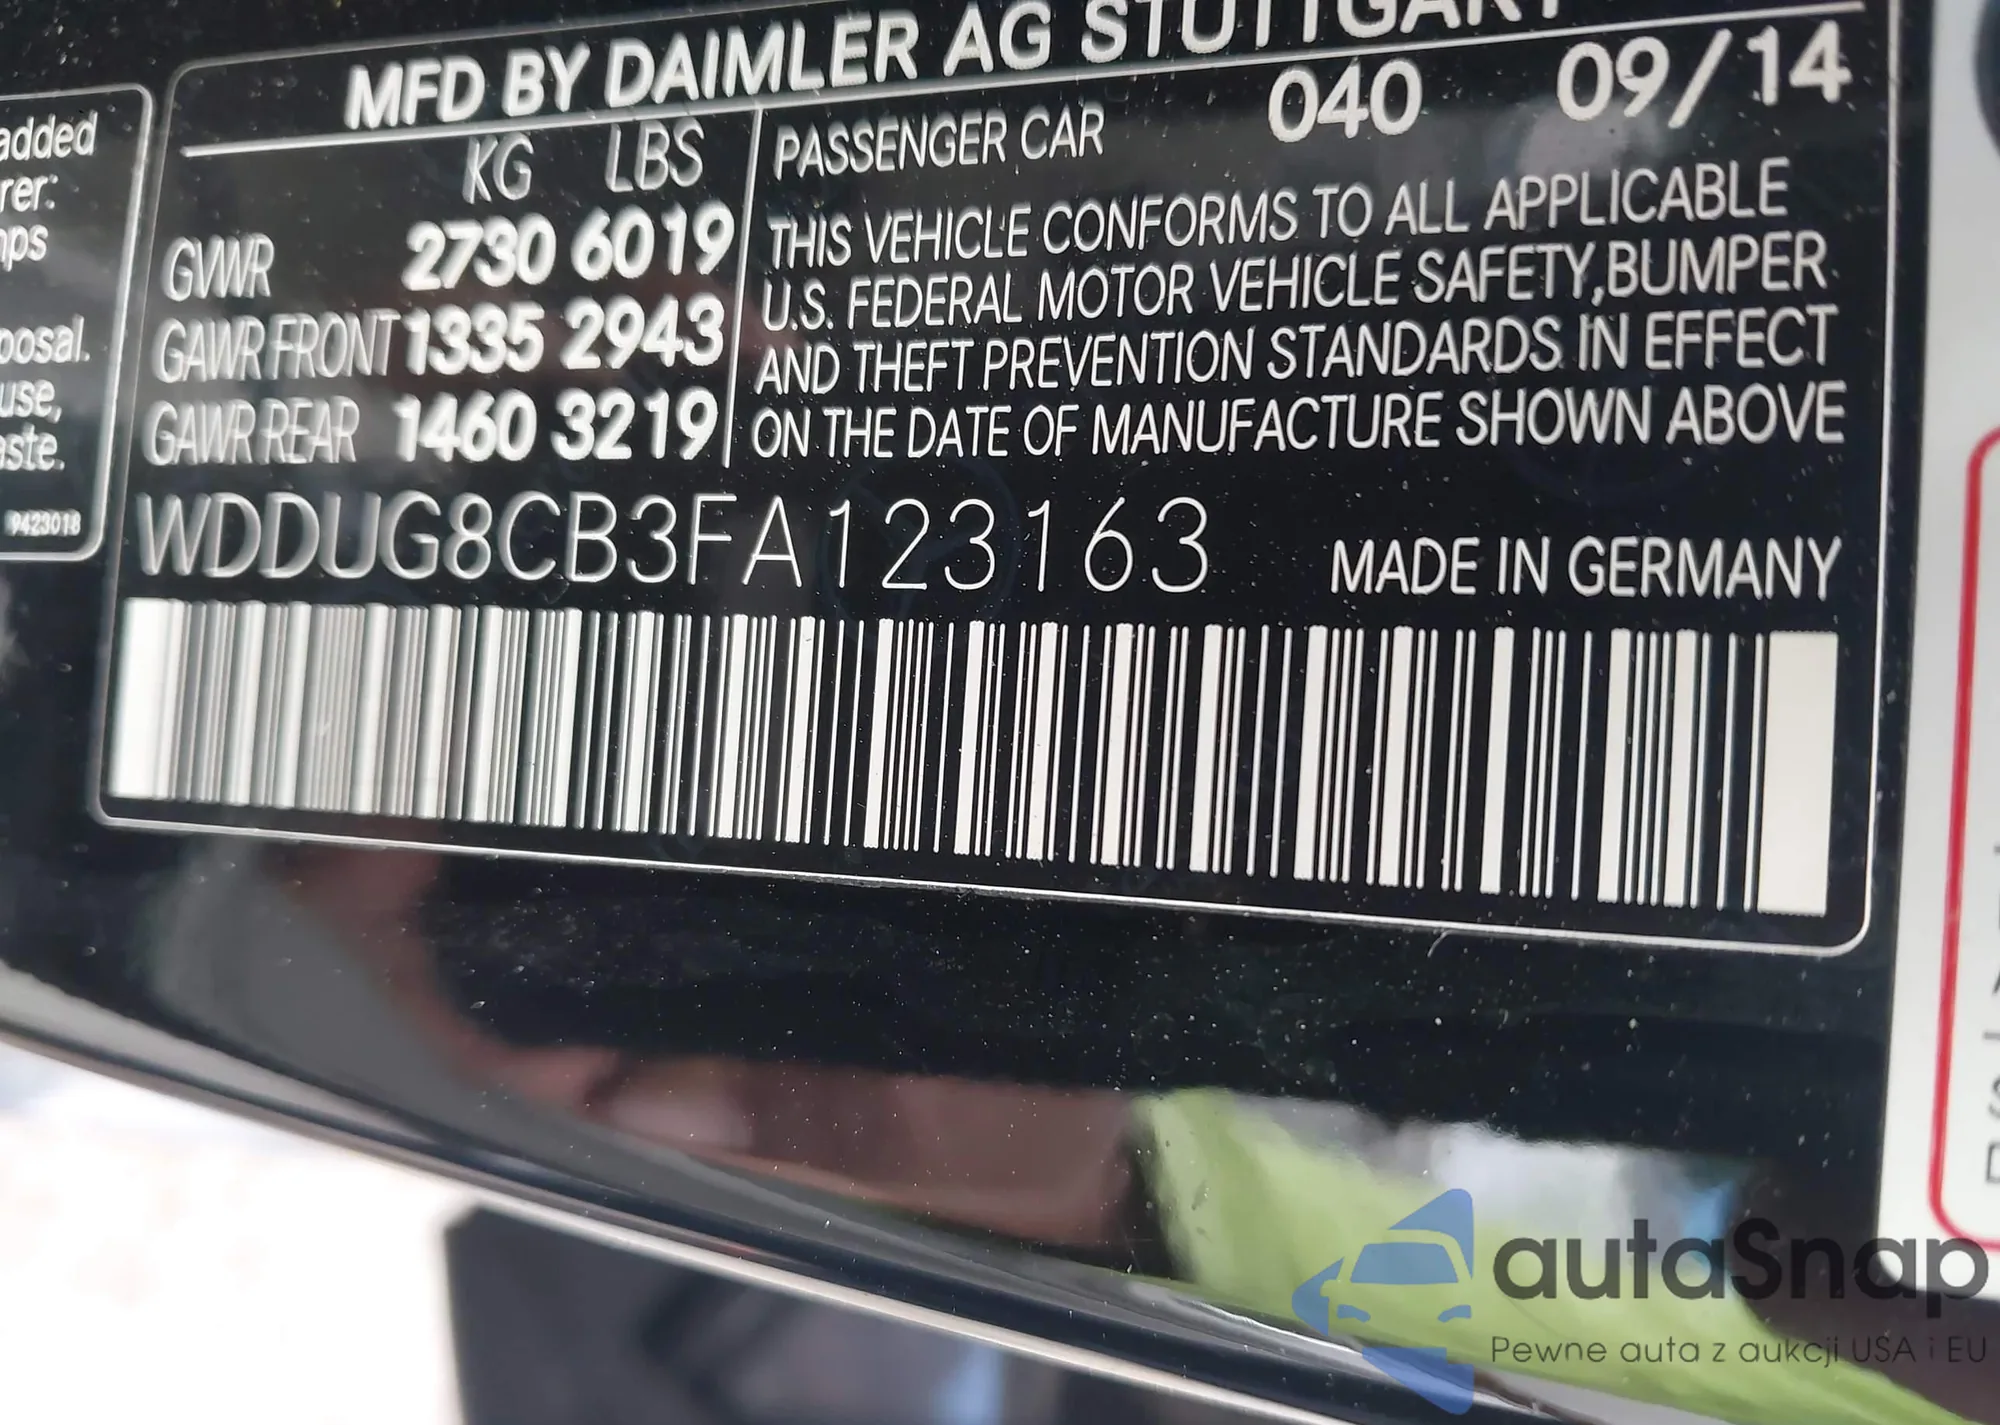 MFD BY DAIMLER AG STUTTGART
KG LBS
GVWR 2730 6019
GAWR FRONT 1335 2943
GAWR REAR 1460 3219
PASSENGER CAR 040 09/14
THIS VEHICLE CONFORMS TO ALL APPLICABLE
U.S. FEDERAL MOTOR VEHICLE SAFETY,BUMPER
AND THEFT PREVENTION STANDARDS IN EFFECT
ON THE DATE OF MANUFACTURE SHOWN ABOVE
WDDUG8CB3FA123163
MADE IN GERMANY
added
rer:
posal.
use,
9423018
autaSnap
Pewne auta z aukcji USA i EU